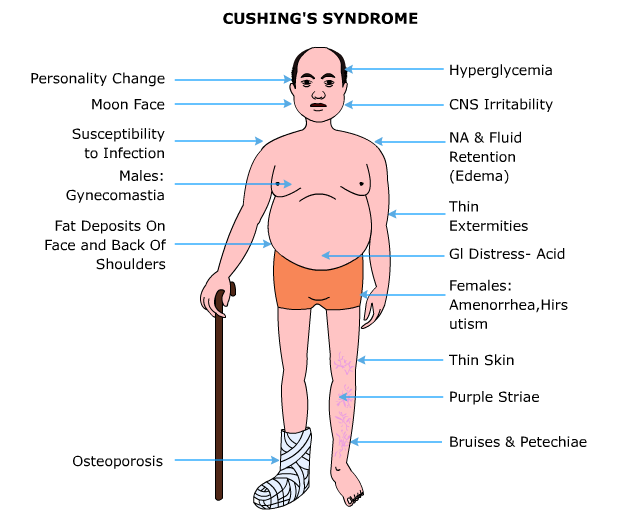 CUSHING'S SYNDROME
Personality Change
Moon Face
Susceptibility
to Infection
Males:
Gynecomastia
Fat Deposits On
Face and Back Of
Shoulders
Osteoporosis
Hyperglycemia
CNS Irritability
NA & Fluid
Retention
(Edema)
Thin
Extermities
Gl Distress- Acid
Females:
Amenorrhea,Hirs
utism
Thin Skin
Purple Striae
Bruises & Petechiae